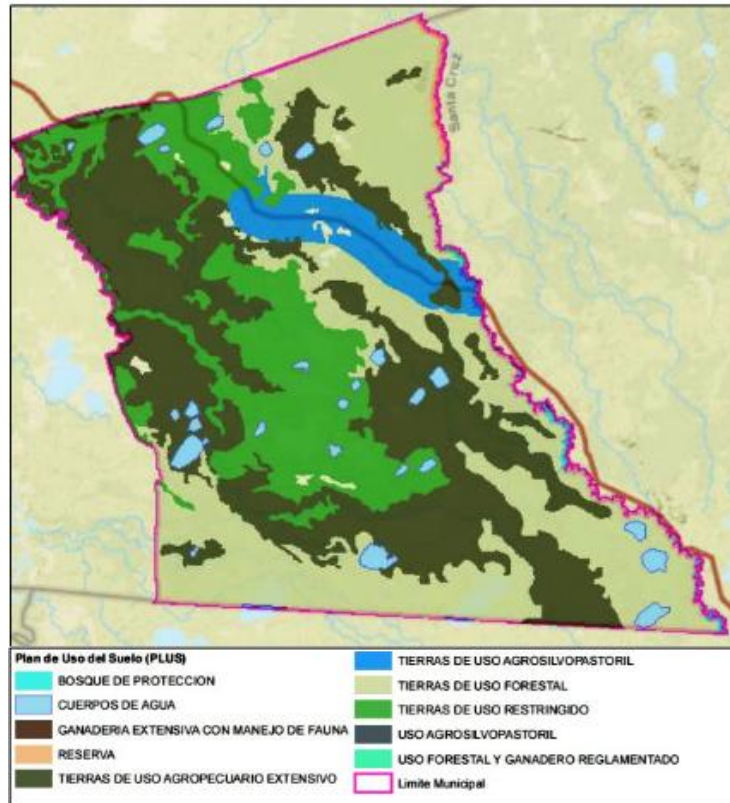 Santa Cruz
Plan de Uso del Suelo (PLUS)
BOSQUE DE PROTECCION
CUERPOS DE AGUA
GANADERIA EXTENSIVA CON MANEJO DE FAUNA
RESERVA
TIERRAS DE USO AGROPECUARIO EXTENSIVO
TIERRAS DE USO AGROSILVOPASTORIL
TIERRAS DE USO FORESTAL
TIERRAS DE USO RESTRINGIDO
USO AGROSILVOPASTORIL
USO FORESTAL Y GANADERO REGLAMENTADO
Limite Municipal